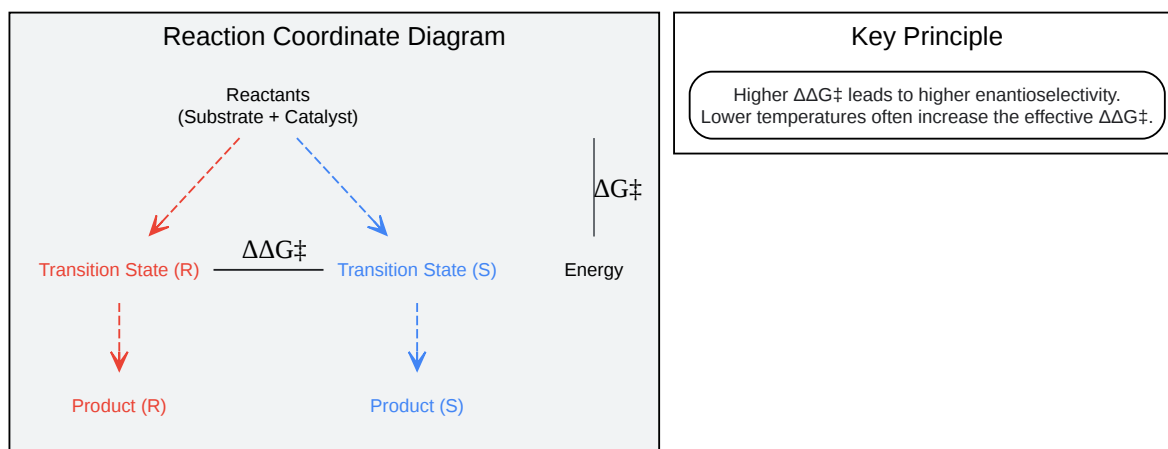 Reaction Coordinate Diagram
Reactants
(Substrate + Catalyst)
ΔG‡
Transition State (R)
ΔΔG‡
Transition State (S)
Energy
Product (R)
Product (S)
Key Principle
Higher ΔΔG‡ leads to higher enantioselectivity.
Lower temperatures often increase the effective ΔΔG‡.